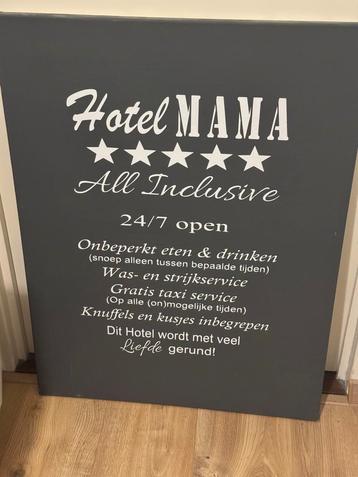 Hotel MAMA
All Inclusive
24/7 open
Onbeperkt eten & drinken
(snoep alleen tussen bepaalde tijden)
Was- en strijkservice
Gratis taxi service
(Op alle (on)mogelijke tijden)
Knuffels en kusjes inbegrepen
Dit Hotel wordt met veel
Liefde gerund!